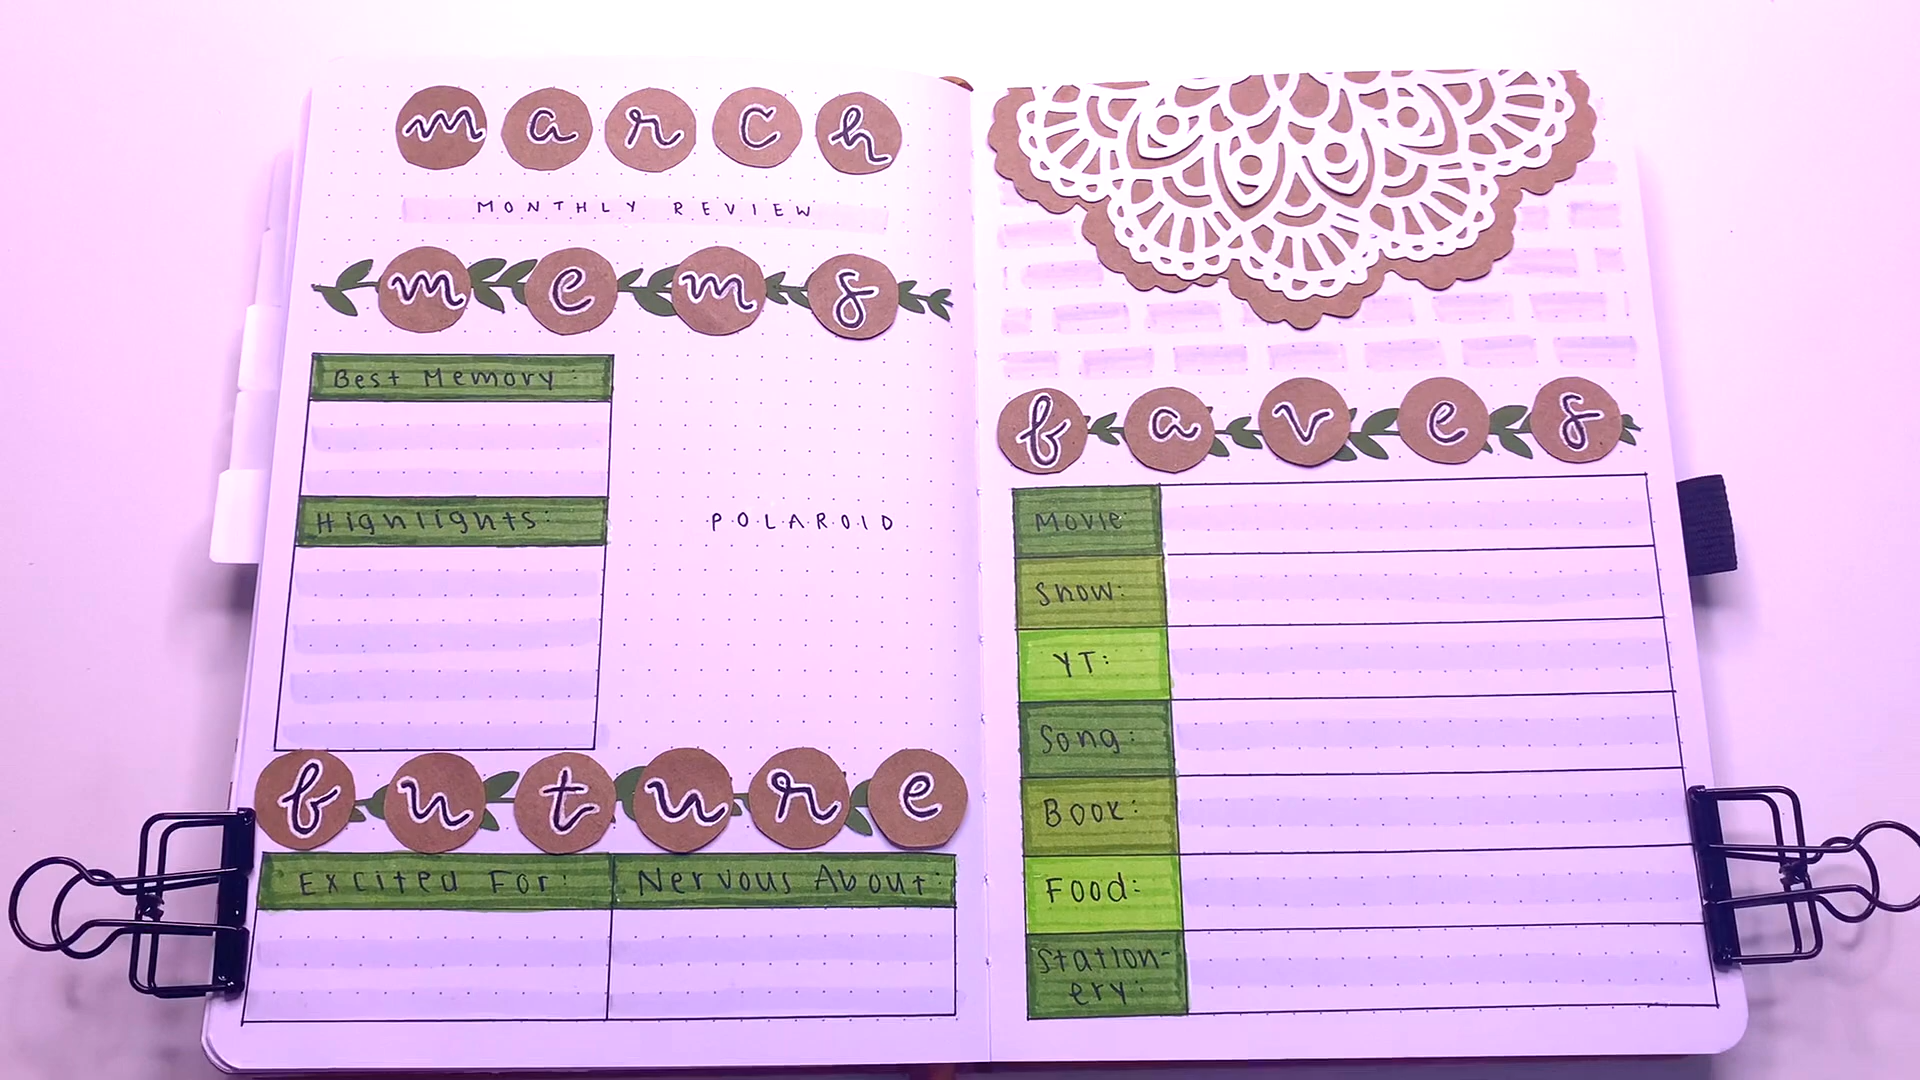 march
MONTHLY REVIEW
mems
Best Memory:
Highlights:
P.O.L.A.R.O.I.D
future
Excited For:
Nervous About:
faves
Movie:
Show:
YT:
Song:
Book:
Food:
Station-
ery: